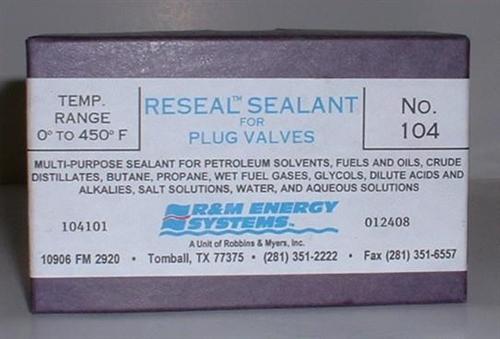 TEMP.
RANGE
0° TO 450° F
RESEAL™ SEALANT
FOR
PLUG VALVES
No.
104
MULTI-PURPOSE SEALANT FOR PETROLEUM SOLVENTS, FUELS AND OILS, CRUDE
DISTILLATES, BUTANE, PROPANE, WET FUEL GASES, GLYCOLS, DILUTE ACIDS AND
ALKALIES, SALT SOLUTIONS, WATER, AND AQUEOUS SOLUTIONS
104101
R&M ENERGY
SYSTEMS™
012408
A Unit of Robbins & Myers, Inc.
10906 FM 2920 • Tomball, TX 77375 • (281) 351-2222 • Fax (281) 351-6557